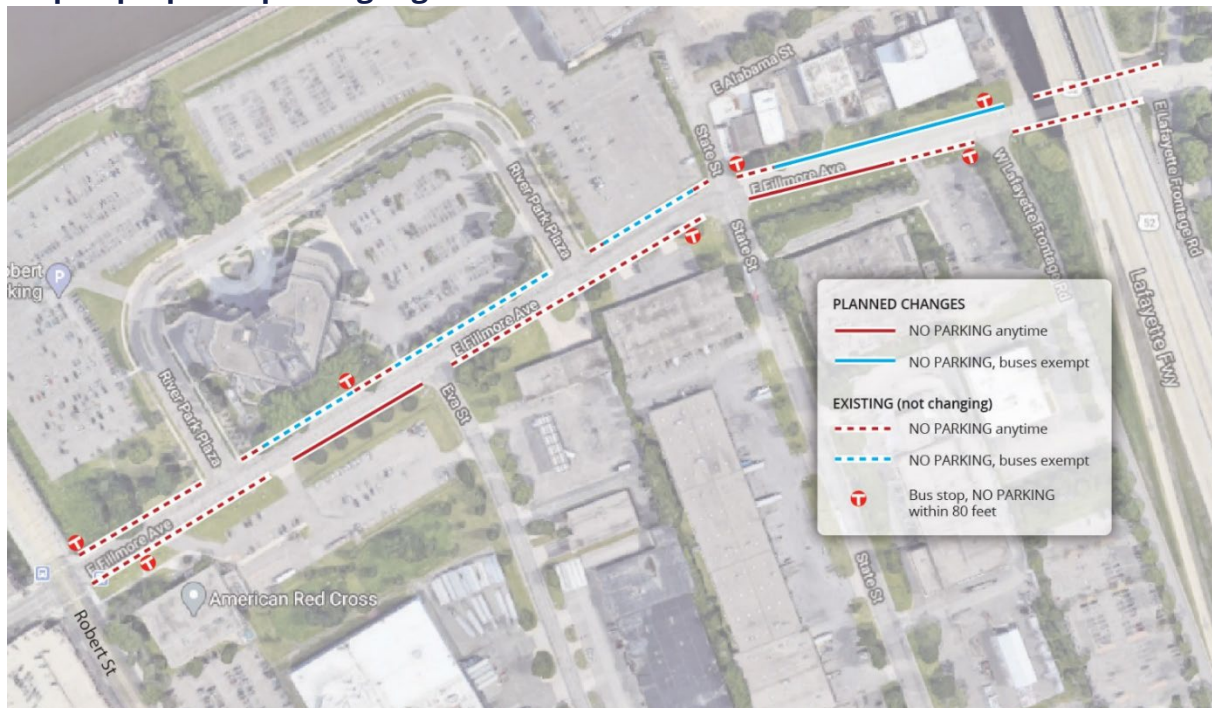 E Alabama St
State St
E Fillmore Ave
River Park Plaza
W Lafayette Frontage Rd
E Lafayette Frontage Rd
52
Lafayette Fwy
State St
obert
king
P
E Fillmore Ave
River Park Plaza
Eva St
E Fillmore Ave
American Red Cross
Robert St
State St
PLANNED CHANGES
NO PARKING anytime
NO PARKING, buses exempt
EXISTING (not changing)
NO PARKING anytime
NO PARKING, buses exempt
T
Bus stop, NO PARKING
within 80 feet